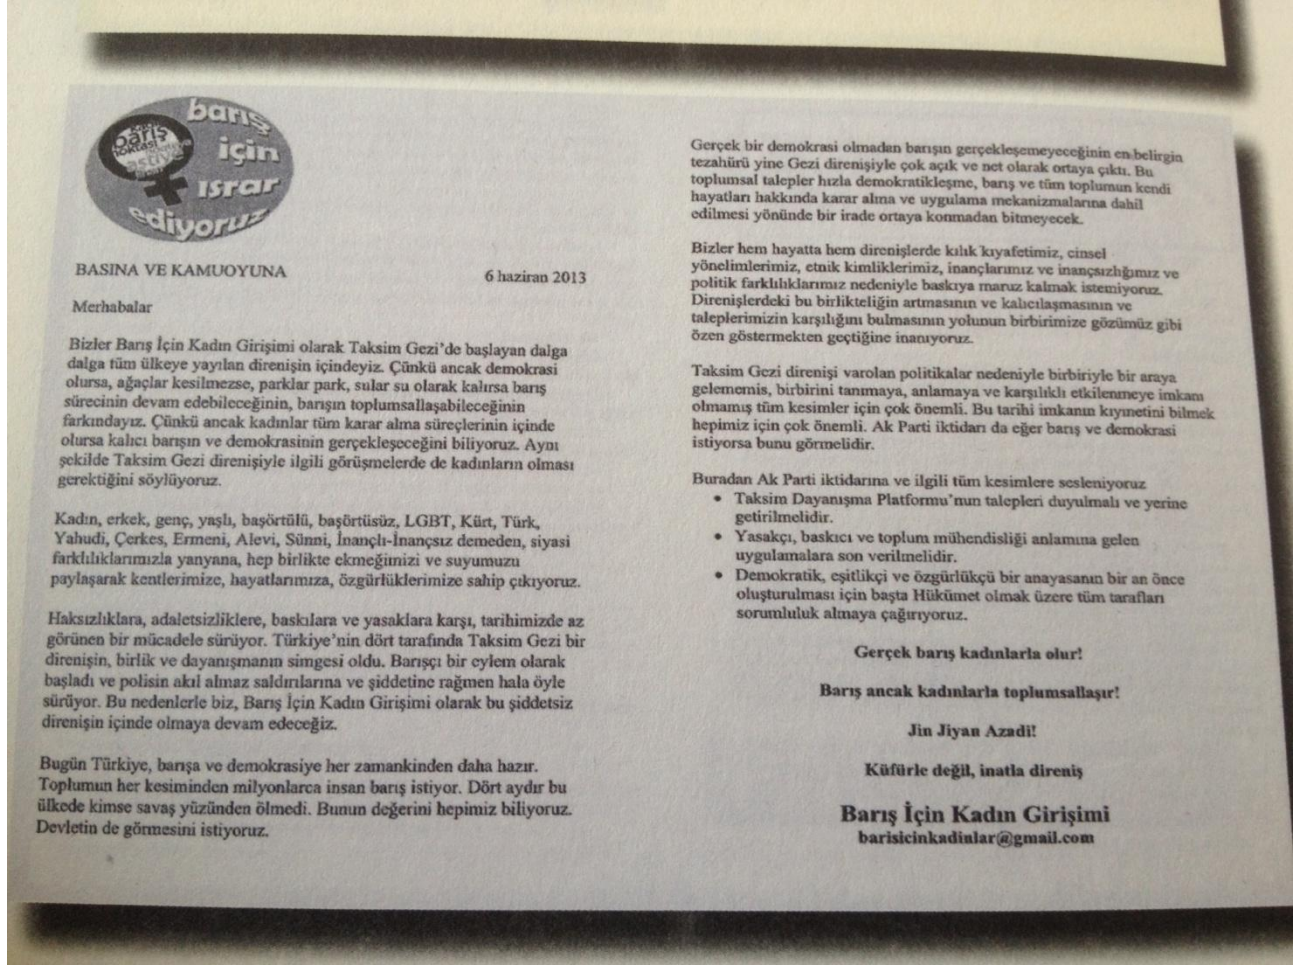 barış
için
ısrar
ediyoruz
barış
noktası
BASINA VE KAMUOYUNA
6 haziran 2013
Merhabalar
Bizler Barış İçin Kadın Girişimi olarak Taksim Gezi'de başlayan dalga
dalga tüm ülkeye yayılan direnişin içindeyiz. Çünkü ancak demokrasi
olursa, ağaçlar kesilmezse, parklar park, sular su olarak kalırsa barış
sürecinin devam edebileceğinin, barışın toplumsallaşabileceğinin
farkındayız. Çünkü ancak kadınlar tüm karar alma süreçlerinin içinde
olursa kalıcı barışın ve demokrasinin gerçekleşeceğini biliyoruz. Aynı
şekilde Taksim Gezi direnişiyle ilgili görüşmelerde de kadınların olması
gerektiğini söylüyoruz.
Kadın, erkek, genç, yaşlı, başörtülü, başörtüsüz, LGBT, Kürt, Türk,
Yahudi, Çerkes, Ermeni, Alevi, Sünni, İnançlı-İnançsız demeden, siyasi
farklılıklarımızla yanyana, hep birlikte ekmeğimizi ve suyumuzu
paylaşarak kentlerimize, hayatlarımıza, özgürlüklerimize sahip çıkıyoruz.
Haksızlıklara, adaletsizliklere, baskılara ve yasaklara karşı, tarihimizde az
görünen bir mücadele sürüyor. Türkiye'nin dört tarafında Taksim Gezi bir
direnişin, birlik ve dayanışmanın simgesi oldu. Barışçı bir eylem olarak
başladı ve polisin akıl almaz saldırılarına ve şiddetine rağmen hala öyle
sürüyor. Bu nedenlerle biz, Barış İçin Kadın Girişimi olarak bu şiddetsiz
direnişin içinde olmaya devam edeceğiz.
Bugün Türkiye, barışa ve demokrasiye her zamankinden daha hazır.
Toplumun her kesiminden milyonlarca insan barış istiyor. Dört aydır bu
ülkede kimse savaş yüzünden ölmedi. Bunun değerini hepimiz biliyoruz.
Devletin de görmesini istiyoruz.
Gerçek bir demokrasi olmadan barışın gerçekleşemeyeceğinin en belirgin
tezahürü yine Gezi direnişiyle çok açık ve net olarak ortaya çıktı. Bu
toplumsal talepler hızla demokratikleşme, barış ve tüm toplumun kendi
hayatları hakkında karar alma ve uygulama mekanizmalarına dahil
edilmesi yönünde bir irade ortaya konmadan bitmeyecek.
Bizler hem hayatta hem direnişlerde kılık kıyafetimiz, cinsel
yönelimlerimiz, etnik kimliklerimiz, inançlarımız ve inançsızlığımız ve
politik farklılıklarımız nedeniyle baskıya maruz kalmak istemiyoruz.
Direnişlerdeki bu birlikteliğin artmasının ve kalıcılaşmasının ve
taleplerimizin karşılığını bulmasının yolunun birbirimize gözümüz gibi
özen göstermekten geçtiğine inanıyoruz.
Taksim Gezi direnişi varolan politikalar nedeniyle birbiriyle bir araya
gelememis, birbirini tanımaya, anlamaya ve karşılıklı etkilenmeye imkanı
olmamış tüm kesimler için çok önemli. Bu tarihi imkanın kıymetini bilmek
hepimiz için çok önemli. Ak Parti iktidarı da eğer barış ve demokrasi
istiyorsa bunu görmelidir.
Buradan Ak Parti iktidarına ve ilgili tüm kesimlere sesleniyoruz
• Taksim Dayanışma Platformu'nun talepleri duyulmalı ve yerine
getirilmelidir.
• Yasakçı, baskıcı ve toplum mühendisliği anlamına gelen
uygulamalara son verilmelidir.
• Demokratik, eşitlikçi ve özgürlükçü bir anayasanın bir an önce
oluşturulması için başta Hükümet olmak üzere tüm tarafları
sorumluluk almaya çağırıyoruz.
Gerçek barış kadınlarla olur!
Barış ancak kadınlarla toplumsallaşır!
Jin Jiyan Azadi!
Küfürle değil, inatla direniş
Barış İçin Kadın Girişimi
barisicinkadinlar@gmail.com